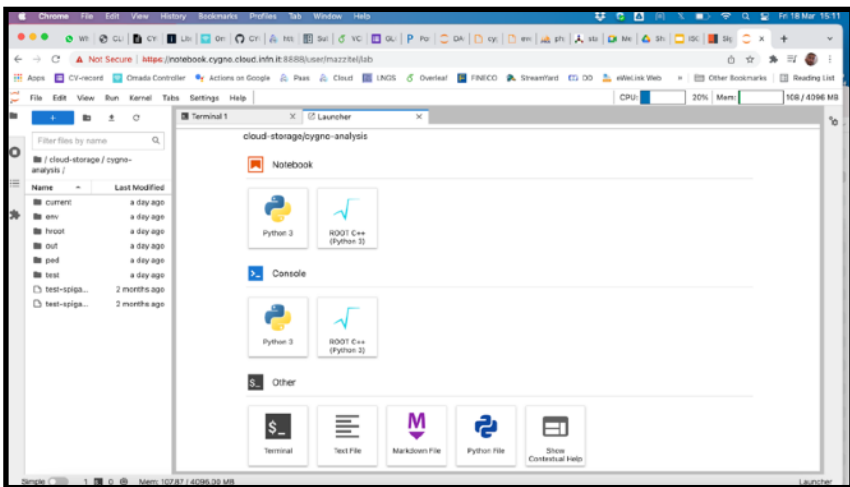 Chrome File Edit View History Bookmarks Profiles Tab Window Help
Fri 18 Mar 15:11
Not Secure | https://notebook.cygno.cloud.infn.it:8888/user/mazzitel/lab
Apps CV-record Omada Controller Actions on Google Paas Cloud LNGS Overleaf FINECO StreamYard DD eWeLink Web » Other Bookmarks Reading List
File Edit View Run Kernel Tabs Settings Help
CPU: 20% Mem: 108 / 4096 MB
Terminal 1
Launcher
Filter files by name
/ cloud-storage / cygno-
analysis /
Name Last Modified
current a day ago
env a day ago
hroot a day ago
out a day ago
ped a day ago
test a day ago
test-spiga... 2 months ago
test-spiga... 2 months ago
cloud-storage/cygno-analysis
Notebook
Python 3
ROOT C++
(Python 3)
Console
Python 3
ROOT C++
(Python 3)
$_ Other
$_
Terminal
Text File
Markdown File
Python File
Show
Contextual Help
Simple 1 0 Mem: 107.87 / 4096.00 MB
Launcher